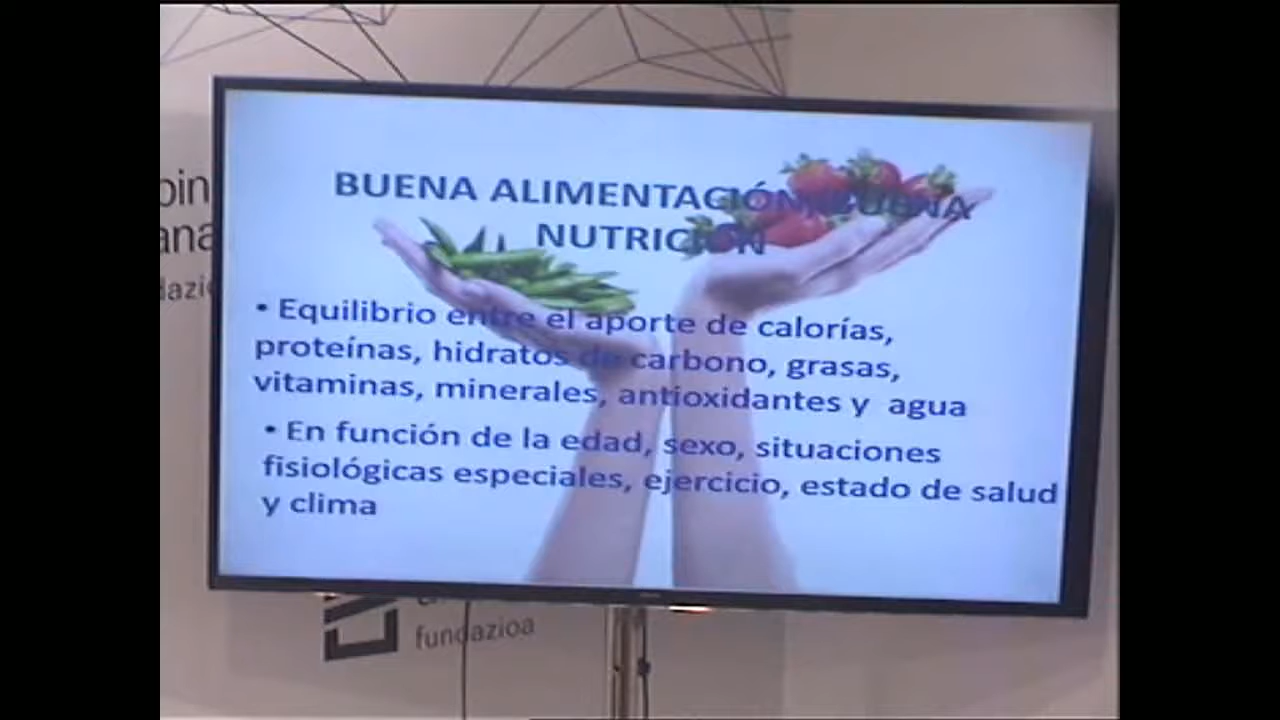 BUENA ALIMENTACIÓN, BUENA
NUTRICIÓN
• Equilibrio entre el aporte de calorías,
proteínas, hidratos de carbono, grasas,
vitaminas, minerales, antioxidantes y agua
• En función de la edad, sexo, situaciones
fisiológicas especiales, ejercicio, estado de salud
y clima
fundazioa